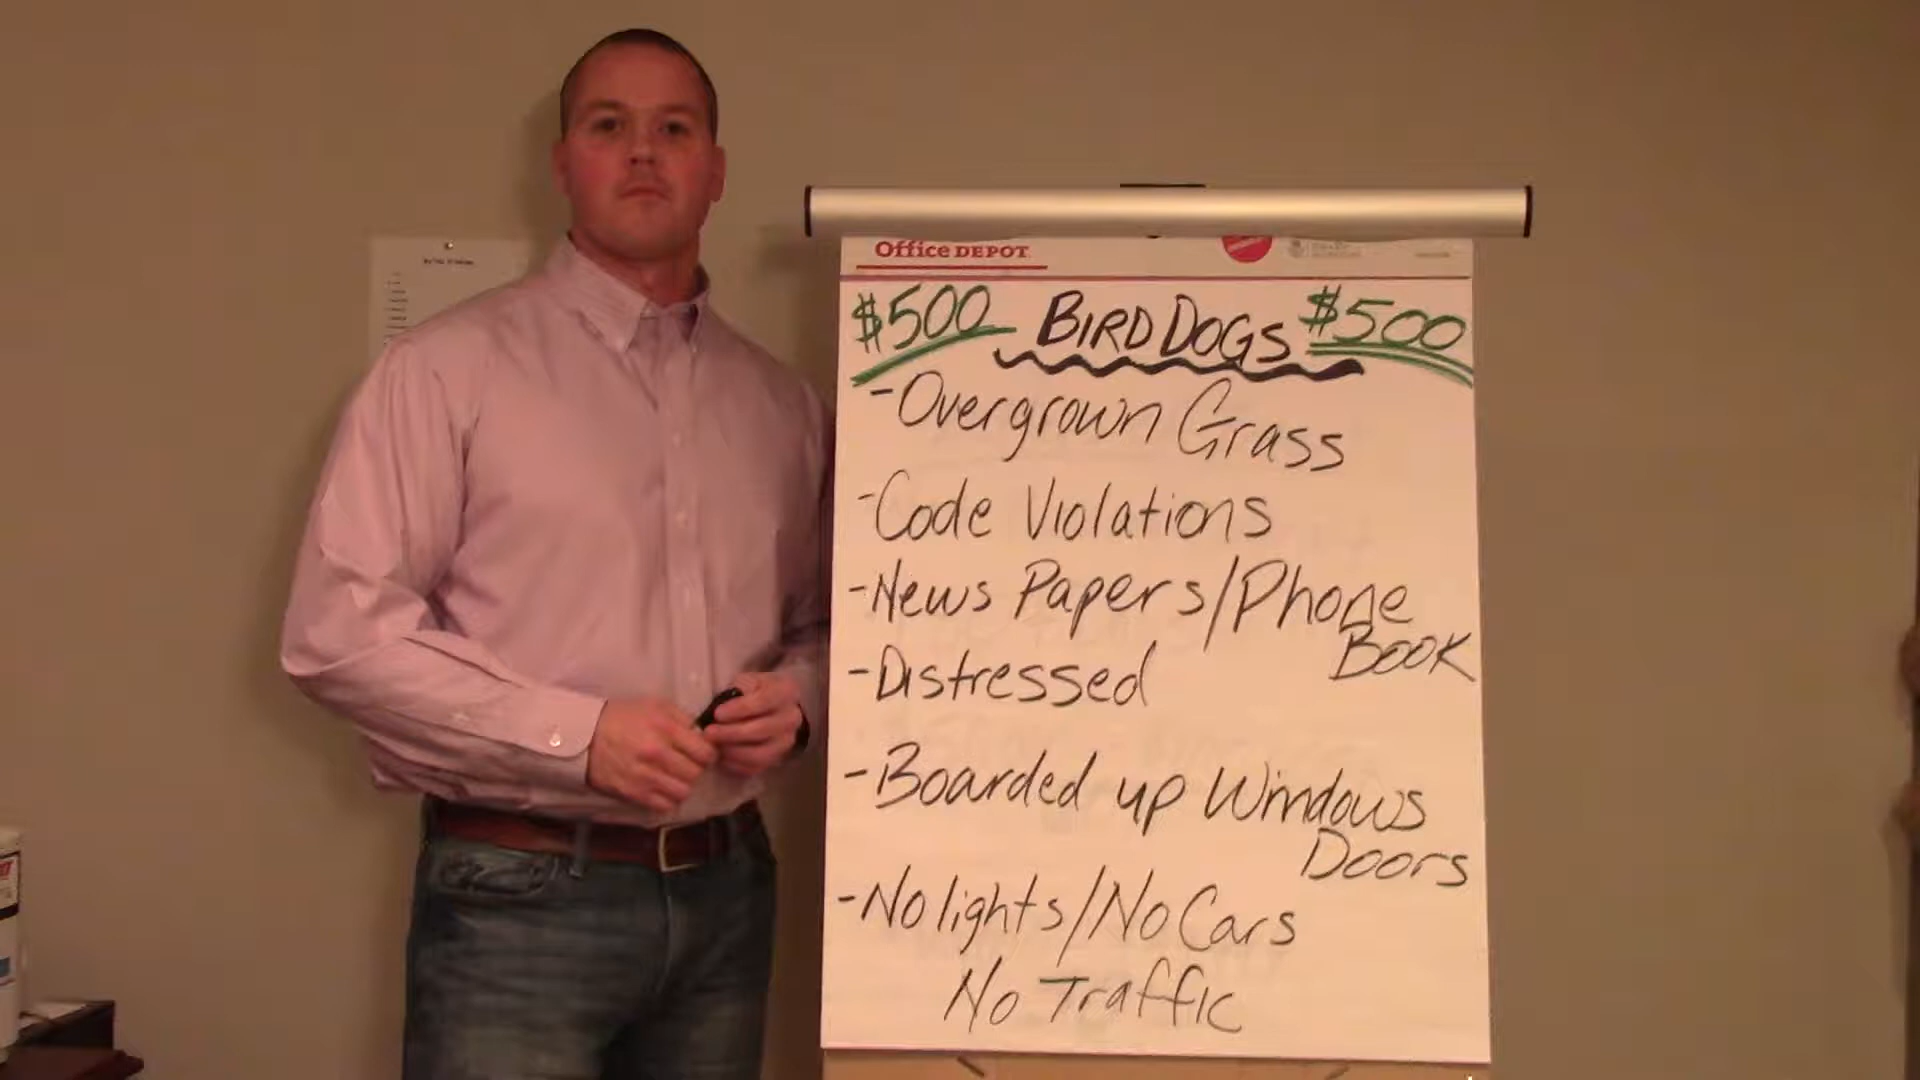 Office DEPOT
$500 BIRD DOGS $500
- Overgrown Grass
- Code Violations
- News Papers/Phone
Book
- Distressed
- Boarded up Windows
Doors
- No lights/No Cars
No Traffic